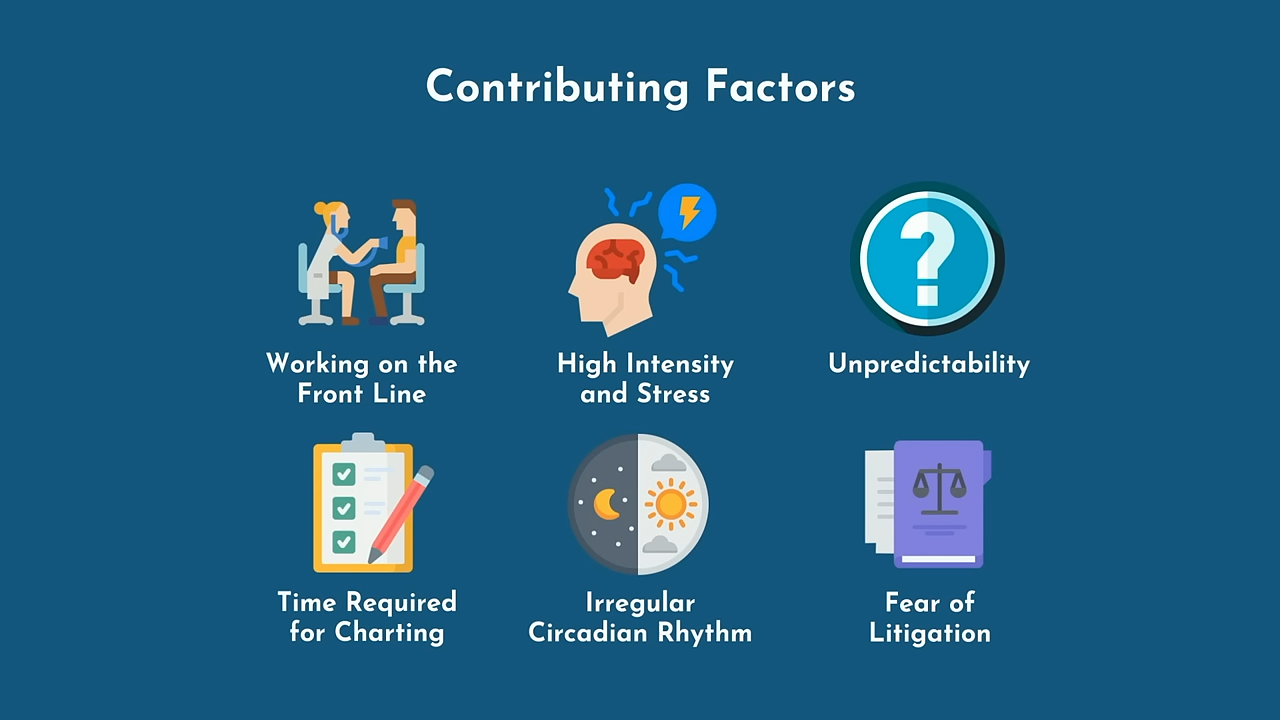 Contributing Factors
Working on the
Front Line
High Intensity
and Stress
Unpredictability
Time Required
for Charting
Irregular
Circadian Rhythm
Fear of
Litigation